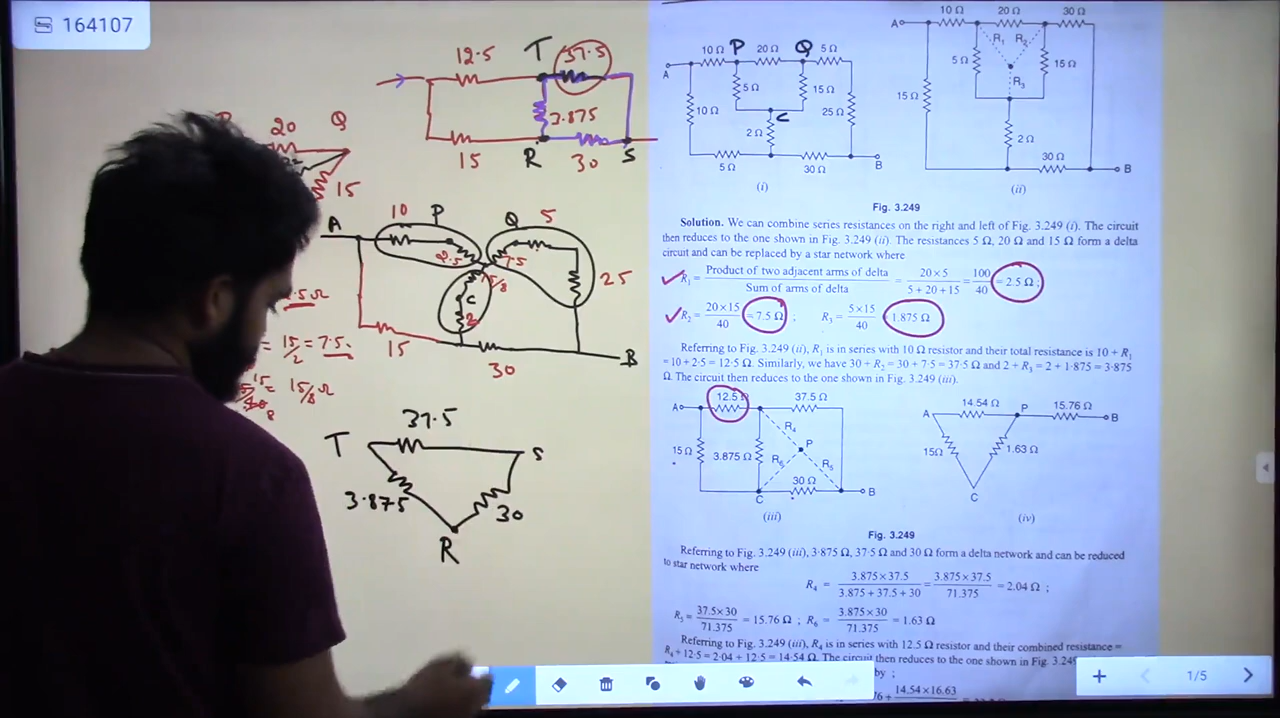 164107
12.5
T
37.5
3.875
15
R
30
S
20
Q
15
A
10
P
Q
5
2.5
7.5
15/8
C
2
25
15
30
B
.5Ω
= 15/2 = 7.5
15/8 Ω
T
37.5
S
3.875
30
R
10 Ω
P
20 Ω
Q
5 Ω
A
5 Ω
15 Ω
10 Ω
C
25 Ω
2 Ω
5 Ω
30 Ω
B
(i)
10 Ω
20 Ω
30 Ω
A
R1
R2
5 Ω
15 Ω
R3
15 Ω
2 Ω
30 Ω
B
(ii)
Fig. 3.249
Solution. We can combine series resistances on the right and left of Fig. 3.249 (i). The circuit
then reduces to the one shown in Fig. 3.249 (ii). The resistances 5 Ω, 20 Ω and 15 Ω form a delta
circuit and can be replaced by a star network where
R1 = Product of two adjacent arms of delta / Sum of arms of delta = 20×5 / 5+20+15 = 100/40 = 2.5 Ω ;
R2 = 20×15/40 = 7.5 Ω ; R3 = 5×15/40 = 1.875 Ω
Referring to Fig. 3.249 (ii), R1 is in series with 10 Ω resistor and their total resistance is 10 + R1
= 10 + 2·5 = 12·5 Ω. Similarly, we have 30 + R2 = 30 + 7·5 = 37·5 Ω and 2 + R3 = 2 + 1·875 = 3·875
Ω. The circuit then reduces to the one shown in Fig. 3.249 (iii).
12.5
37.5 Ω
A
R4
15 Ω
3.875 Ω
P
R6
R5
30 Ω
C
B
(iii)
14.54 Ω
P
15.76 Ω
A
B
15Ω
1.63 Ω
C
(iv)
Fig. 3.249
Referring to Fig. 3.249 (iii), 3·875 Ω, 37·5 Ω and 30 Ω form a delta network and can be reduced
to star network where
R4 = 3.875×37.5 / 3.875+37.5+30 = 3.875×37.5 / 71.375 = 2.04 Ω ;
R5 = 37.5×30 / 71.375 = 15.76 Ω ; R6 = 3.875×30 / 71.375 = 1.63 Ω
Referring to Fig. 3.249 (iii), R4 is in series with 12.5 Ω resistor and their combined resistance =
R4 + 12·5 = 2·04 + 12·5 = 14·54 Ω. The circuit then reduces to the one shown in Fig. 3.249
by ;
14.54×16.63
1/5